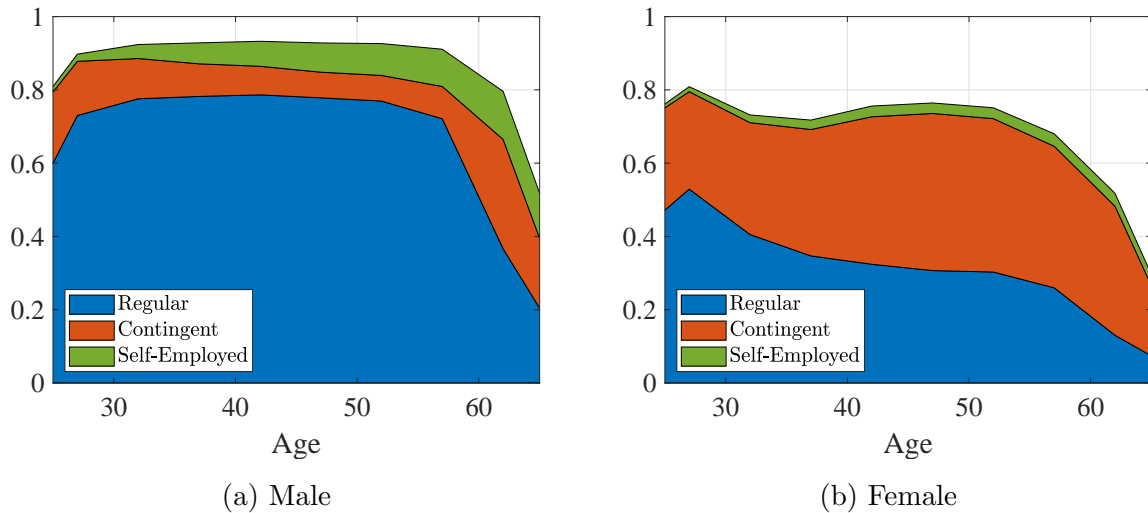 1
0.8
0.6
0.4
0.2
0
30
40
50
60
Age
Regular
Contingent
Self-Employed
(a) Male
1
0.8
0.6
0.4
0.2
0
30
40
50
60
Age
Regular
Contingent
Self-Employed
(b) Female